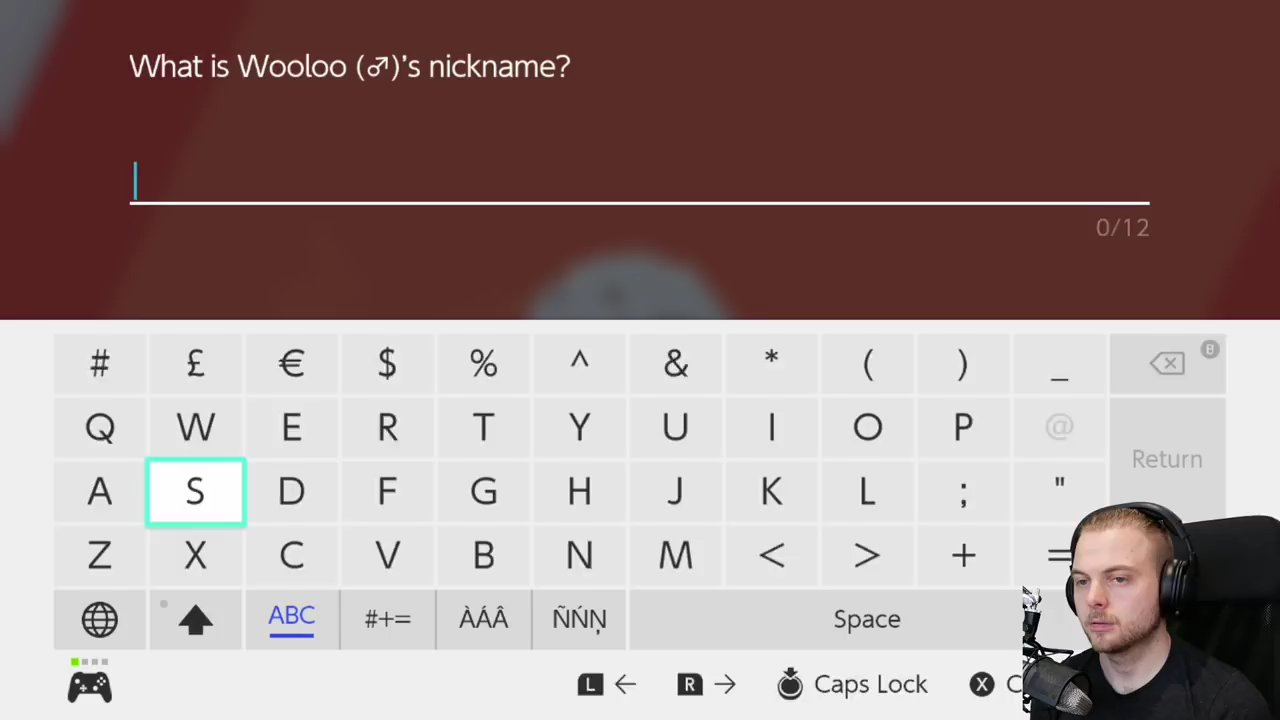 What is Wooloo (♂)'s nickname?
0/12
# £ € $ % ^ & * ( ) _ B
Q W E R T Y U I O P @
Return
A S D F G H J K L ; "
Z X C V B N M < > + =
ABC #+= ÀÁÂ ÑŃŅ Space
L ← R → Caps Lock X